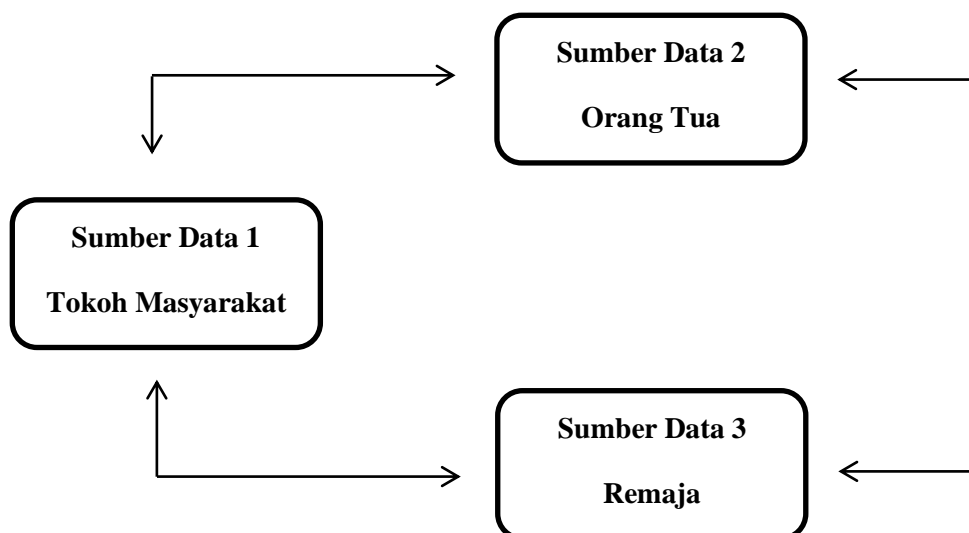 Sumber Data 2
Orang Tua
Sumber Data 1
Tokoh Masyarakat
Sumber Data 3
Remaja